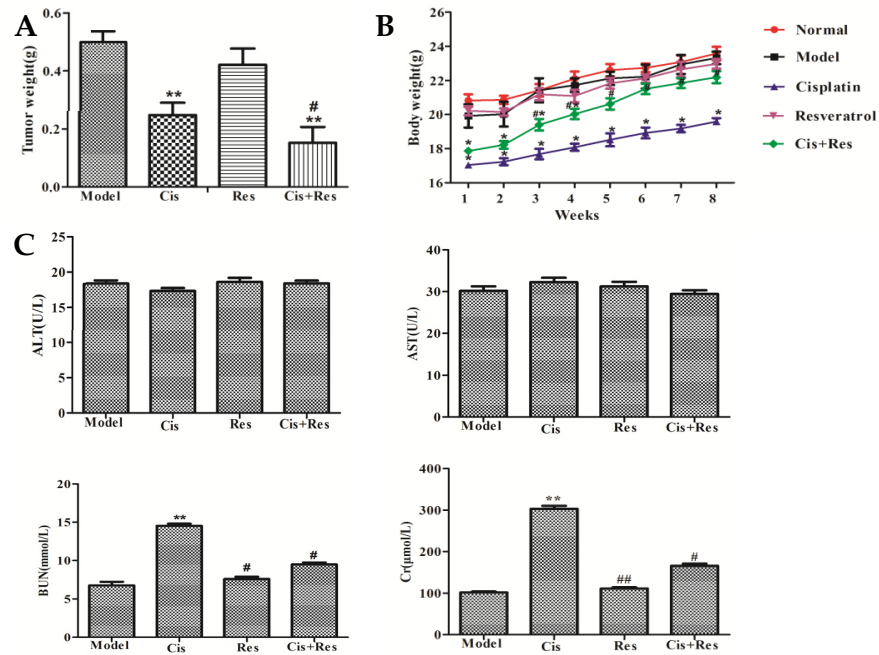 A
Tumor weight(g)
0.6
0.4
0.2
0.0
**
#
**
Model Cis Res Cis+Res
B
Body weight(g)
26
24
22
20
18
16
1 2 3 4 5 6 7 8
Weeks
Normal
Model
Cisplatin
Resveratrol
Cis+Res
C
ALT(U/L)
25
20
15
10
5
0
Model Cis Res Cis+Res
AST(U/L)
50
40
30
20
10
0
Model Cis Res Cis+Res
BUN(mmol/L)
20
15
10
5
0
**
#
#
Model Cis Res Cis+Res
Cr(μmol/L)
400
300
200
100
0
**
##
#
Model Cis Res Cis+Res